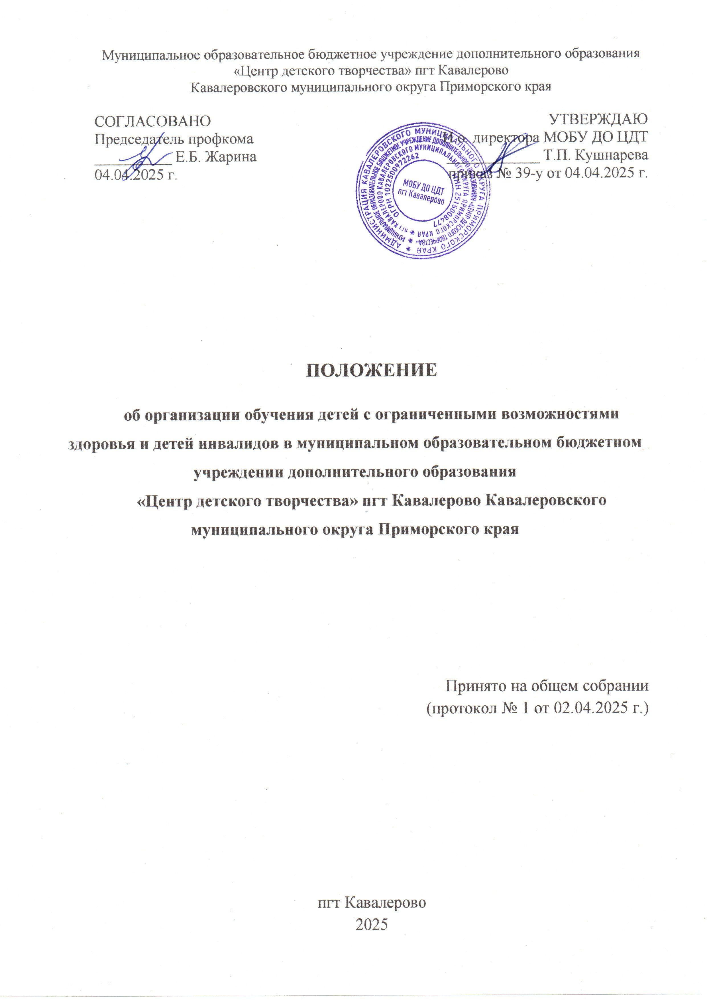 Муниципальное образовательное бюджетное учреждение дополнительного образования
«Центр детского творчества» пгт Кавалерово
Кавалеровского муниципального округа Приморского края
СОГЛАСОВАНО
Председатель профкома
____________ Е.Б. Жарина
04.04.2025 г.
УТВЕРЖДАЮ
И.о. директора МОБУ ДО ЦДТ
______________ Т.П. Кушнарева
приказ № 39-у от 04.04.2025 г.
АДМИНИСТРАЦИЯ КАВАЛЕРОВСКОГО МУНИЦИПАЛЬНОГО ОКРУГА ПРИМОРСКОГО КРАЯ *
МУНИЦИПАЛЬНОЕ ОБРАЗОВАТЕЛЬНОЕ БЮДЖЕТНОЕ УЧРЕЖДЕНИЕ ДОПОЛНИТЕЛЬНОГО ОБРАЗОВАНИЯ «ЦЕНТР ДЕТСКОГО ТВОРЧЕСТВА» *
пгт КАВАЛЕРОВО КАВАЛЕРОВСКОГО МУНИЦИПАЛЬНОГО ОКРУГА ПРИМОРСКОГО КРАЯ *
ОГРН 1022500972262
ИНН 2515008477
МОБУ ДО ЦДТ
пгт Кавалерово
ПОЛОЖЕНИЕ
об организации обучения детей с ограниченными возможностями
здоровья и детей инвалидов в муниципальном образовательном бюджетном
учреждении дополнительного образования
«Центр детского творчества» пгт Кавалерово Кавалеровского
муниципального округа Приморского края
Принято на общем собрании
(протокол № 1 от 02.04.2025 г.)
пгт Кавалерово
2025